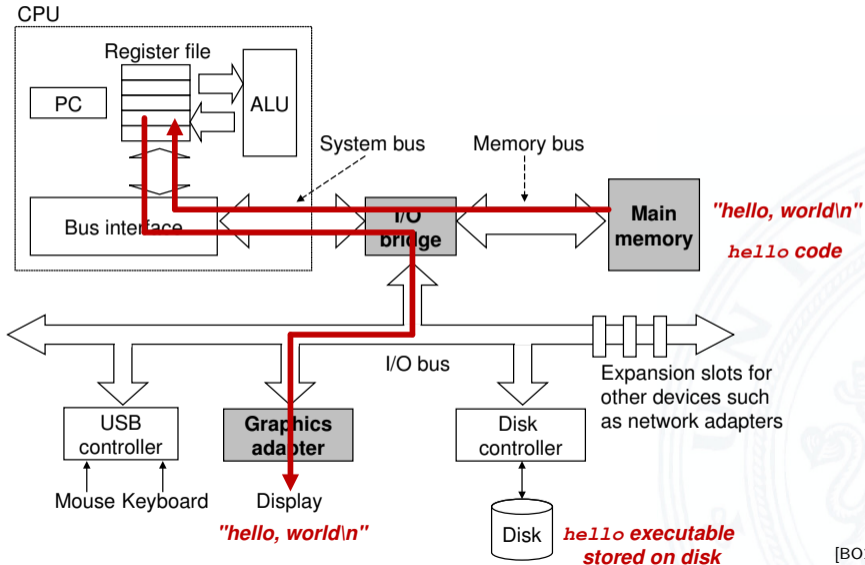 CPU
Register file
PC
ALU
System bus
Memory bus
Bus interface
I/O
bridge
Main
memory
"hello, world\n"
hello code
I/O bus
Expansion slots for
other devices such
as network adapters
USB
controller
Graphics
adapter
Disk
controller
Mouse Keyboard
Display
"hello, world\n"
Disk
hello executable
stored on disk